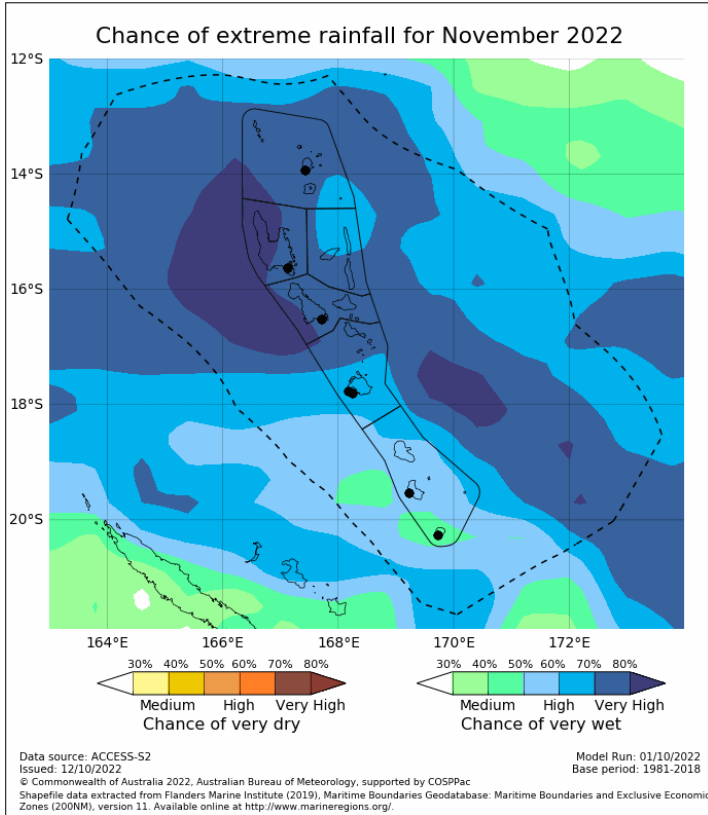 Chance of extreme rainfall for November 2022
12°S
14°S
16°S
18°S
20°S
164°E 166°E 168°E 170°E 172°E
30% 40% 50% 60% 70% 80%
Medium High Very High
Chance of very dry
30% 40% 50% 60% 70% 80%
Medium High Very High
Chance of very wet
Data source: ACCESS-S2
Issued: 12/10/2022
Model Run: 01/10/2022
Base period: 1981-2018
© Commonwealth of Australia 2022, Australian Bureau of Meteorology, supported by COSPPac
Shapefile data extracted from Flanders Marine Institute (2019), Maritime Boundaries Geodatabase: Maritime Boundaries and Exclusive Economic
Zones (200NM), version 11. Available online at http://www.marineregions.org/.